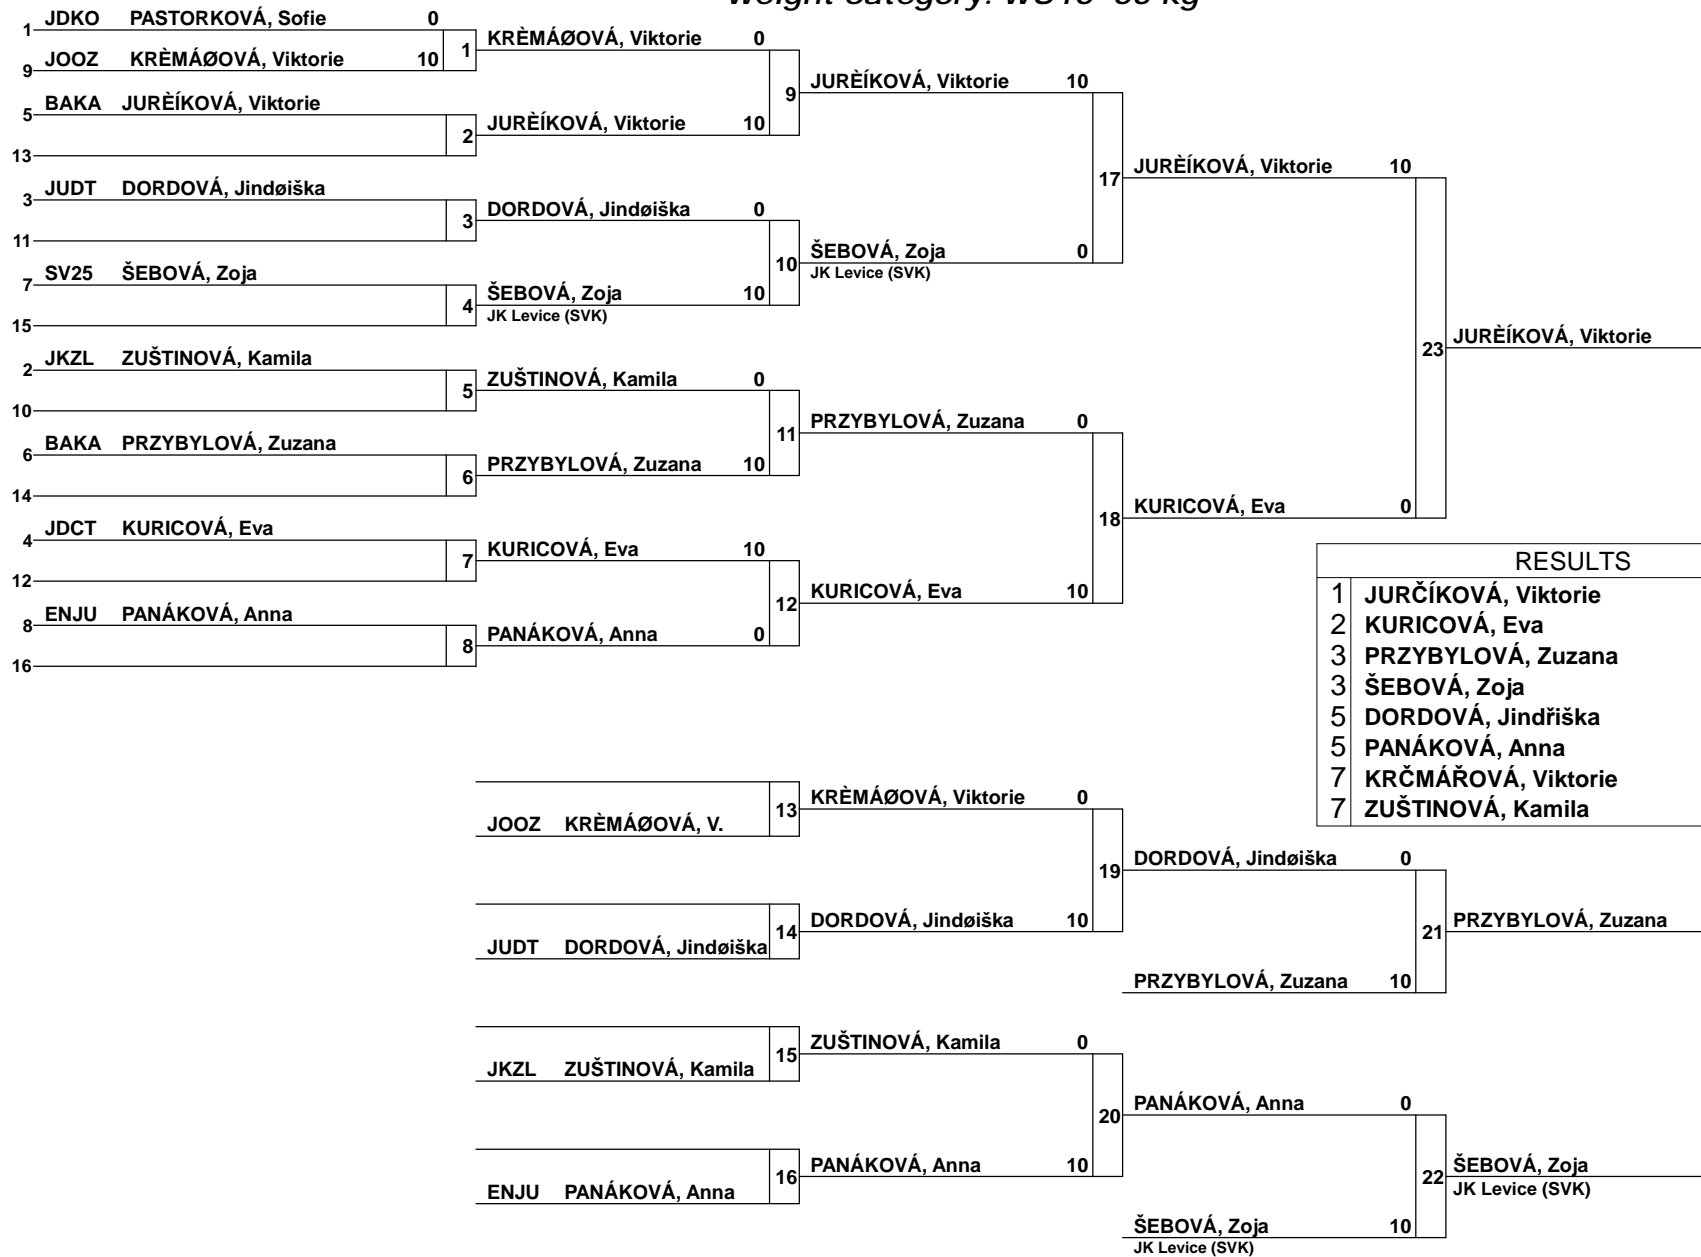 1 JDKO PASTORKOVÁ, Sofie 0
9 JOOZ KRÈMÁØOVÁ, Viktorie 10
1
5 BAKA JURÈÍKOVÁ, Viktorie
13
2
3 JUDT DORDOVÁ, Jindøiška
11
3
7 SV25 ŠEBOVÁ, Zoja
15
4
2 JKZL ZUŠTINOVÁ, Kamila
10
5
6 BAKA PRZYBYLOVÁ, Zuzana
14
6
4 JDCT KURICOVÁ, Eva
12
7
8 ENJU PANÁKOVÁ, Anna
16
8
KRÈMÁØOVÁ, Viktorie 0
JURÈÍKOVÁ, Viktorie 10
9
DORDOVÁ, Jindøiška 0
ŠEBOVÁ, Zoja 10
JK Levice (SVK)
10
ZUŠTINOVÁ, Kamila 0
PRZYBYLOVÁ, Zuzana 10
11
KURICOVÁ, Eva 10
PANÁKOVÁ, Anna 0
12
JURÈÍKOVÁ, Viktorie 10
ŠEBOVÁ, Zoja 0
JK Levice (SVK)
17
PRZYBYLOVÁ, Zuzana 0
KURICOVÁ, Eva 10
18
JURÈÍKOVÁ, Viktorie 10
KURICOVÁ, Eva 0
23
JURÈÍKOVÁ, Viktorie
RESULTS
1 JURČÍKOVÁ, Viktorie
2 KURICOVÁ, Eva
3 PRZYBYLOVÁ, Zuzana
3 ŠEBOVÁ, Zoja
5 DORDOVÁ, Jindřiška
5 PANÁKOVÁ, Anna
7 KRČMÁŘOVÁ, Viktorie
7 ZUŠTINOVÁ, Kamila
JOOZ KRÈMÁØOVÁ, V.
13
JUDT DORDOVÁ, Jindøiška
14
JKZL ZUŠTINOVÁ, Kamila
15
ENJU PANÁKOVÁ, Anna
16
KRÈMÁØOVÁ, Viktorie 0
DORDOVÁ, Jindøiška 10
19
ZUŠTINOVÁ, Kamila 0
PANÁKOVÁ, Anna 10
20
DORDOVÁ, Jindøiška 0
PRZYBYLOVÁ, Zuzana 10
21
PRZYBYLOVÁ, Zuzana
PANÁKOVÁ, Anna 0
ŠEBOVÁ, Zoja 10
JK Levice (SVK)
22
ŠEBOVÁ, Zoja
JK Levice (SVK)